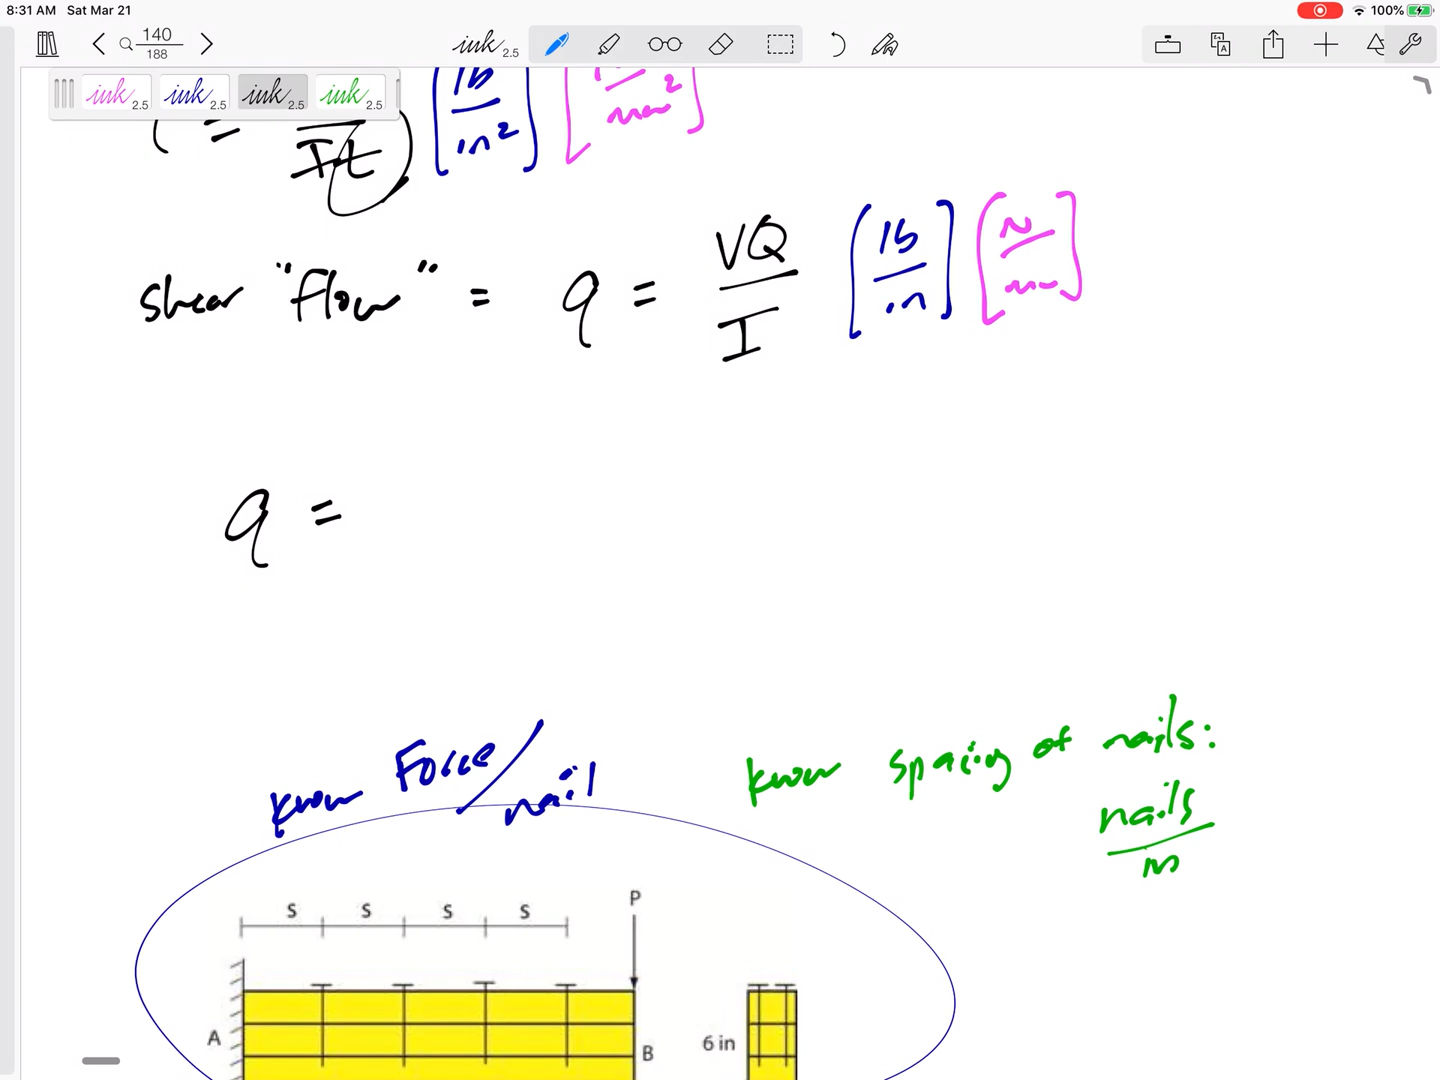 8:31 AM Sat Mar 21
100%
140
188
ink 2.5
ink 2.5 ink 2.5 ink 2.5 ink 2.5
= It [lb/in²] [/mm²]
shear "flow" = q = VQ/I [lb/in] [N/m]
q =
know Force/nail
know spacing of nails:
nails/m
S S S S
P
A
B
6 in